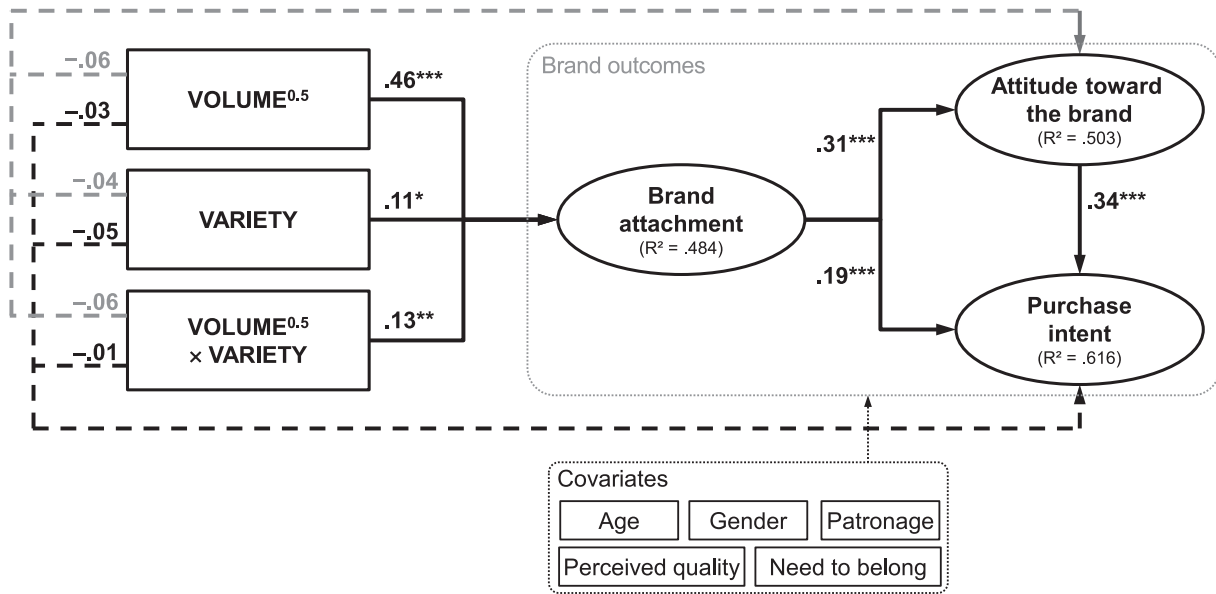 Brand outcomes
–.06
–.03
VOLUME⁰·⁵
.46***
–.04
–.05
VARIETY
.11*
–.06
–.01
VOLUME⁰·⁵
× VARIETY
.13**
Brand
attachment
(R² = .484)
.31***
.19***
Attitude toward
the brand
(R² = .503)
.34***
Purchase
intent
(R² = .616)
Covariates
Age
Gender
Patronage
Perceived quality
Need to belong